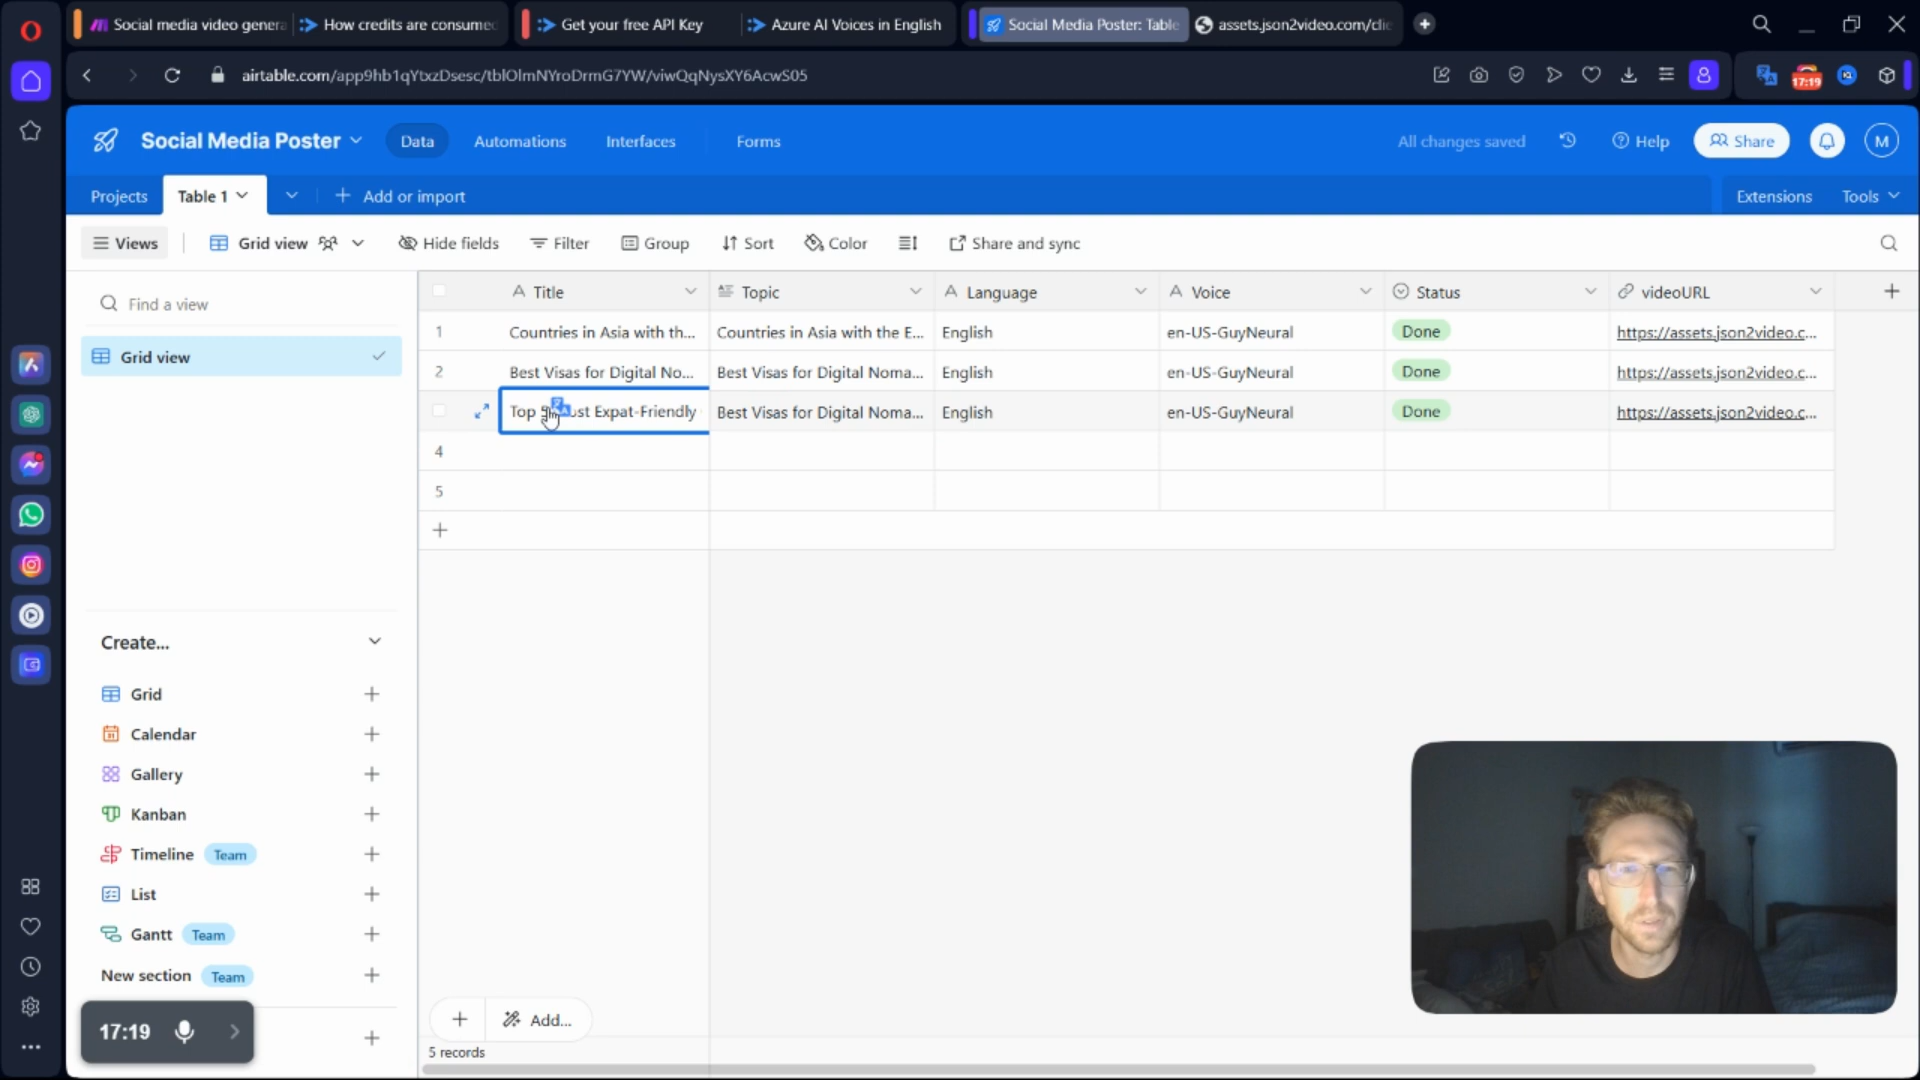 Social media video genera
How credits are consumed
Get your free API Key
Azure AI Voices in English
Social Media Poster: Table
assets.json2video.com/clie
airtable.com/app9hb1qYtxzDsesc/tblOlmNYroDrmG7YW/viwQqNysXY6AcwS05
17:19
Social Media Poster
Data
Automations
Interfaces
Forms
All changes saved
Help
Share
M
Projects
Table 1
Add or import
Extensions
Tools
Views
Grid view
Hide fields
Filter
Group
Sort
Color
Share and sync
Find a view
Grid view
Title
Topic
Language
Voice
Status
videoURL
1
Countries in Asia with th...
Countries in Asia with the E...
English
en-US-GuyNeural
Done
https://assets.json2video.c...
2
Best Visas for Digital No...
Best Visas for Digital Noma...
English
en-US-GuyNeural
Done
https://assets.json2video.c...
Top
Expat-Friendly
Best Visas for Digital Noma...
English
en-US-GuyNeural
Done
https://assets.json2video.c...
4
5
Create...
Grid
Calendar
Gallery
Kanban
Timeline
Team
List
Gantt
Team
New section
Team
17:19
Add...
5 records